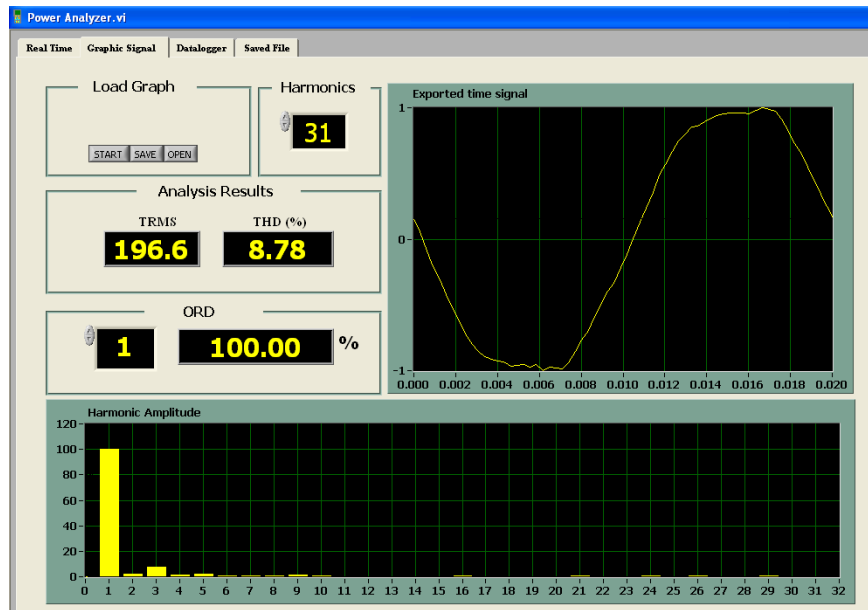 Power Analyzer.vi
Real Time Graphic Signal Datalogger Saved File
Load Graph
START SAVE OPEN
Harmonics
31
Analysis Results
TRMS THD (%)
196.6 8.78
ORD
1 100.00 %
Exported time signal
1
0
-1
0.000 0.002 0.004 0.006 0.008 0.010 0.012 0.014 0.016 0.018 0.020
Harmonic Amplitude
120
100
80
60
40
20
0
0 1 2 3 4 5 6 7 8 9 10 11 12 13 14 15 16 17 18 19 20 21 22 23 24 25 26 27 28 29 30 31 32